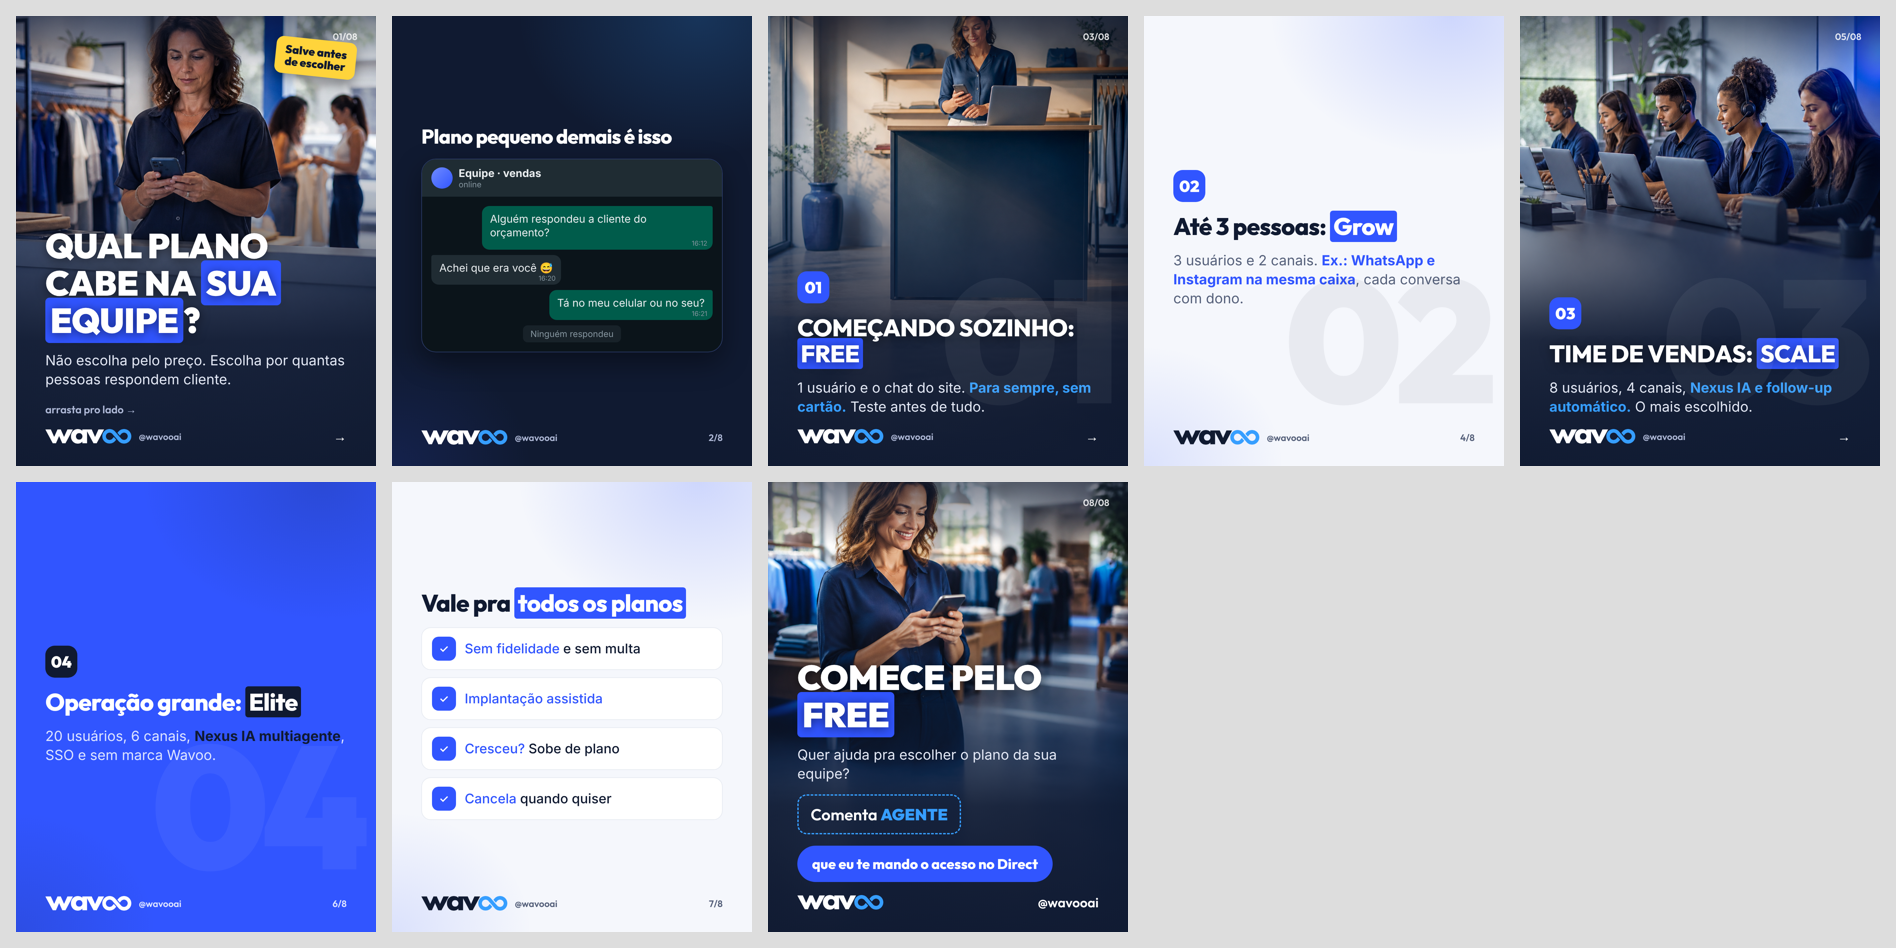 01/08
Salve antes
de escolher
QUAL PLANO
CABE NA SUA
EQUIPE?
Não escolha pelo preço. Escolha por quantas
pessoas respondem cliente.
arrasta pro lado →
wavoo @wavooai →
Plano pequeno demais é isso
Equipe · vendas
online
Alguém respondeu a cliente do
orçamento?
16:12
Achei que era você 😅
16:20
Tá no meu celular ou no seu?
16:21
Ninguém respondeu
wavoo @wavooai 2/8
03/08
01
01
COMEÇANDO SOZINHO:
FREE
1 usuário e o chat do site. Para sempre, sem
cartão. Teste antes de tudo.
wavoo @wavooai →
02
Até 3 pessoas: Grow
3 usuários e 2 canais. Ex.: WhatsApp e
Instagram na mesma caixa, cada conversa
com dono.
02
wavoo @wavooai 4/8
05/08
03
03
TIME DE VENDAS: SCALE
8 usuários, 4 canais, Nexus IA e follow-up
automático. O mais escolhido.
wavoo @wavooai →
04
Operação grande: Elite
20 usuários, 6 canais, Nexus IA multiagente,
SSO e sem marca Wavoo.
04
wavoo @wavooai 6/8
Vale pra todos os planos
Sem fidelidade e sem multa
Implantação assistida
Cresceu? Sobe de plano
Cancela quando quiser
wavoo @wavooai 7/8
08/08
COMECE PELO
FREE
Quer ajuda pra escolher o plano da sua
equipe?
Comenta AGENTE
que eu te mando o acesso no Direct
wavoo @wavooai